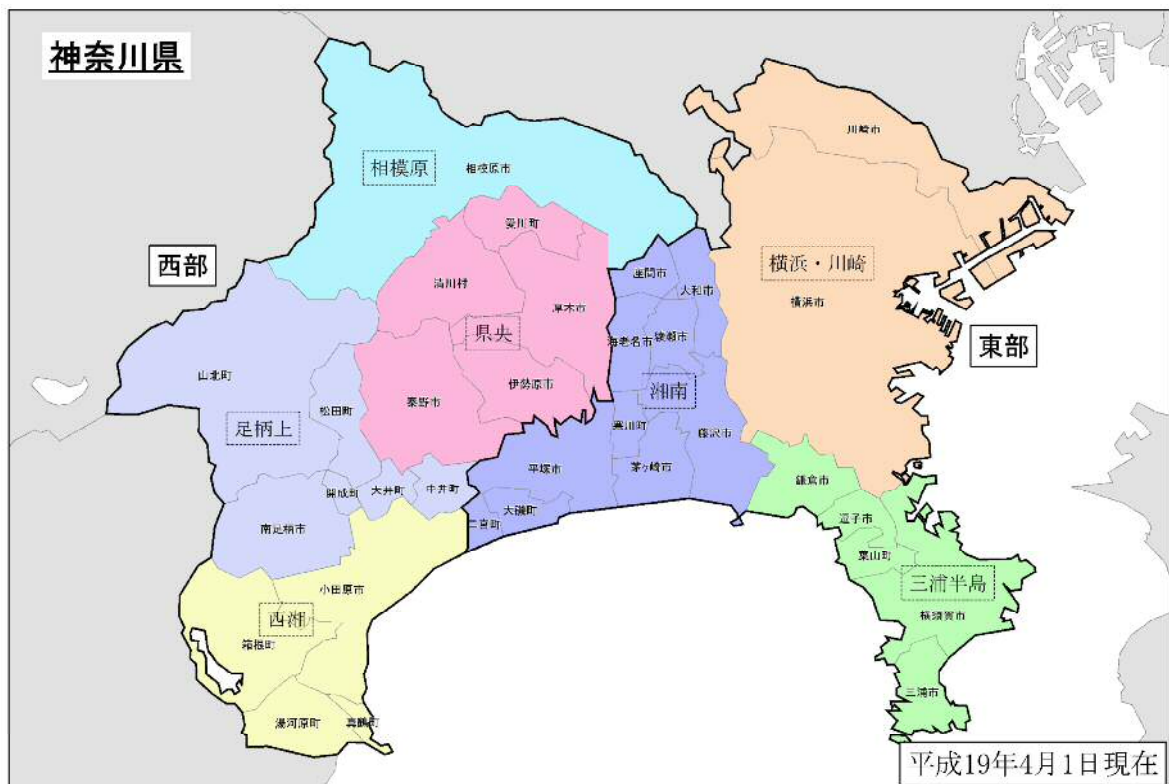 神奈川県
川崎市
相模原
相模原市
愛川町
西部
座間市
横浜・川崎
清川村
大和市
厚木市
横浜市
県央
海老名市
綾瀬市
東部
山北町
伊勢原市
湘南
秦野市
松田町
足柄上
寒川町
藤沢市
平塚市
茅ヶ崎市
鎌倉市
開成町
大井町
中井町
大磯町
二宮町
逗子市
南足柄市
葉山町
三浦半島
小田原市
西湘
横須賀市
箱根町
三浦市
湯河原町
真鶴町
平成19年4月1日現在